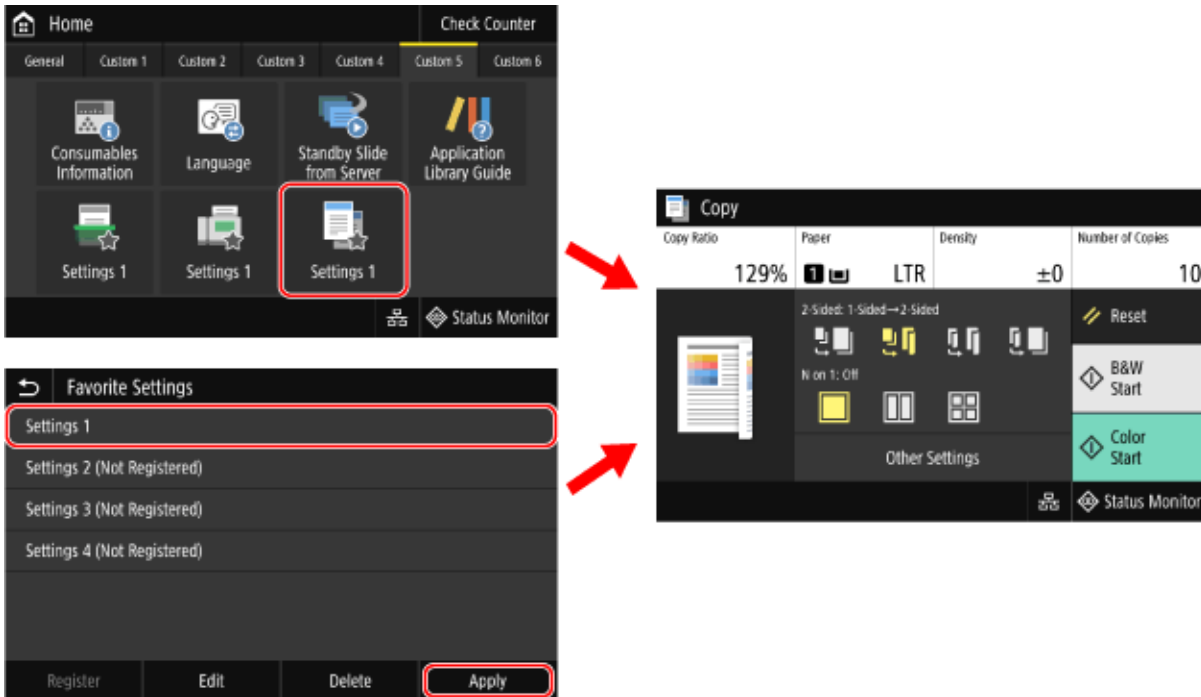 Home
Check Counter
General
Custom 1
Custom 2
Custom 3
Custom 4
Custom 5
Custom 6
Consumables
Information
Language
Standby Slide
from Server
Application
Library Guide
Settings 1
Settings 1
Settings 1
Status Monitor
Favorite Settings
Settings 1
Settings 2 (Not Registered)
Settings 3 (Not Registered)
Settings 4 (Not Registered)
Register
Edit
Delete
Apply
Copy
Copy Ratio
Paper
Density
Number of Copies
129%
1
LTR
±0
10
2-Sided: 1-Sided→2-Sided
N on 1: Off
Other Settings
Reset
B&W
Start
Color
Start
Status Monitor